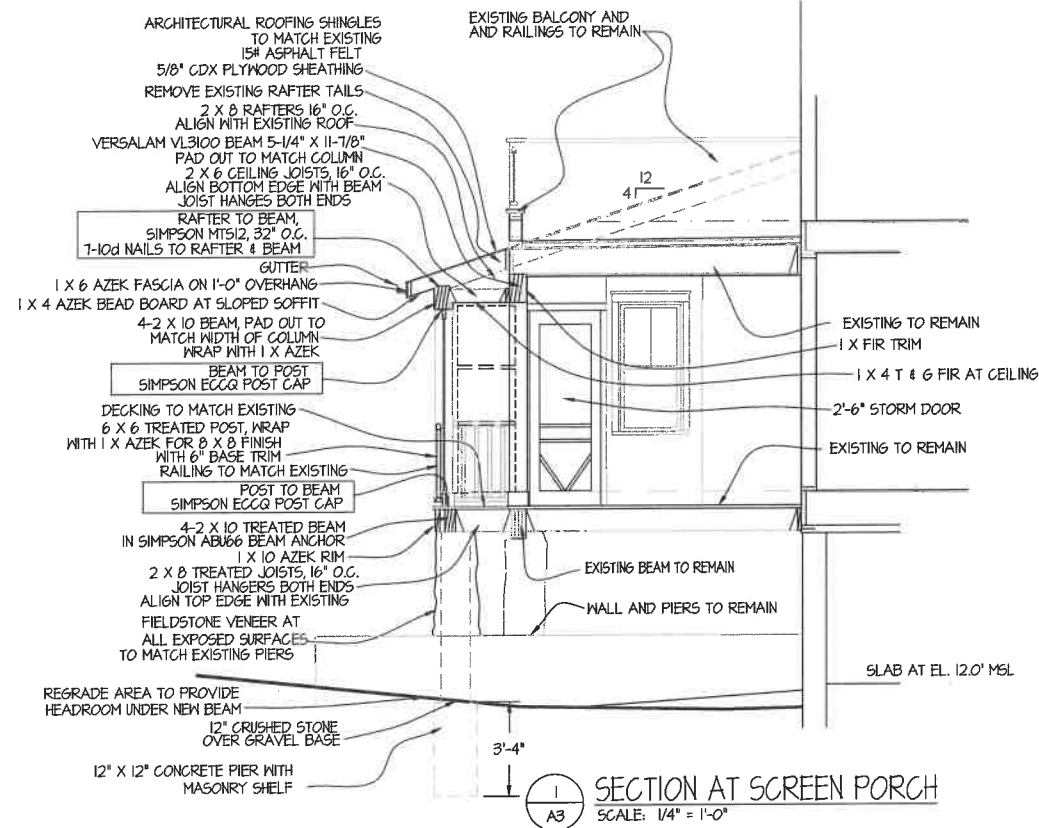 ARCHITECTURAL ROOFING SHINGLES
TO MATCH EXISTING
15# ASPHALT FELT
5/8" CDX PLYWOOD SHEATHING
REMOVE EXISTING RAFTER TAILS
2 X 8 RAFTERS 16" O.C.
ALIGN WITH EXISTING ROOF
VERSALAM VL3100 BEAM 5-1/4" X 11-7/8"
PAD OUT TO MATCH COLUMN
2 X 6 CEILING JOISTS, 16" O.C.
ALIGN BOTTOM EDGE WITH BEAM
JOIST HANGES BOTH ENDS
RAFTER TO BEAM,
SIMPSON MTS12, 32" O.C.
7-10d NAILS TO RAFTER & BEAM
GUTTER
1 X 6 AZEK FASCIA ON 1'-0" OVERHANG
1 X 4 AZEK BEAD BOARD AT SLOPED SOFFIT
4-2 X 10 BEAM, PAD OUT TO
MATCH WIDTH OF COLUMN
WRAP WITH 1 X AZEK
BEAM TO POST
SIMPSON ECCQ POST CAP
DECKING TO MATCH EXISTING
6 X 6 TREATED POST, WRAP
WITH 1 X AZEK FOR 8 X 8 FINISH
WITH 6" BASE TRIM
RAILING TO MATCH EXISTING
POST TO BEAM
SIMPSON ECCQ POST CAP
4-2 X 10 TREATED BEAM
IN SIMPSON ABU66 BEAM ANCHOR
1 X 10 AZEK RIM
2 X 8 TREATED JOISTS, 16" O.C.
JOIST HANGERS BOTH ENDS
ALIGN TOP EDGE WITH EXISTING
FIELDSTONE VENEER AT
ALL EXPOSED SURFACES
TO MATCH EXISTING PIERS
REGRADE AREA TO PROVIDE
HEADROOM UNDER NEW BEAM
12" CRUSHED STONE
OVER GRAVEL BASE
12" X 12" CONCRETE PIER WITH
MASONRY SHELF
EXISTING BALCONY AND
AND RAILINGS TO REMAIN
12
4
EXISTING TO REMAIN
1 X FIR TRIM
1 X 4 T & G FIR AT CEILING
2'-6" STORM DOOR
EXISTING TO REMAIN
EXISTING BEAM TO REMAIN
WALL AND PIERS TO REMAIN
SLAB AT EL. 12.0' MSL
3'-4"
1
A3
SECTION AT SCREEN PORCH
SCALE: 1/4" = 1'-0"